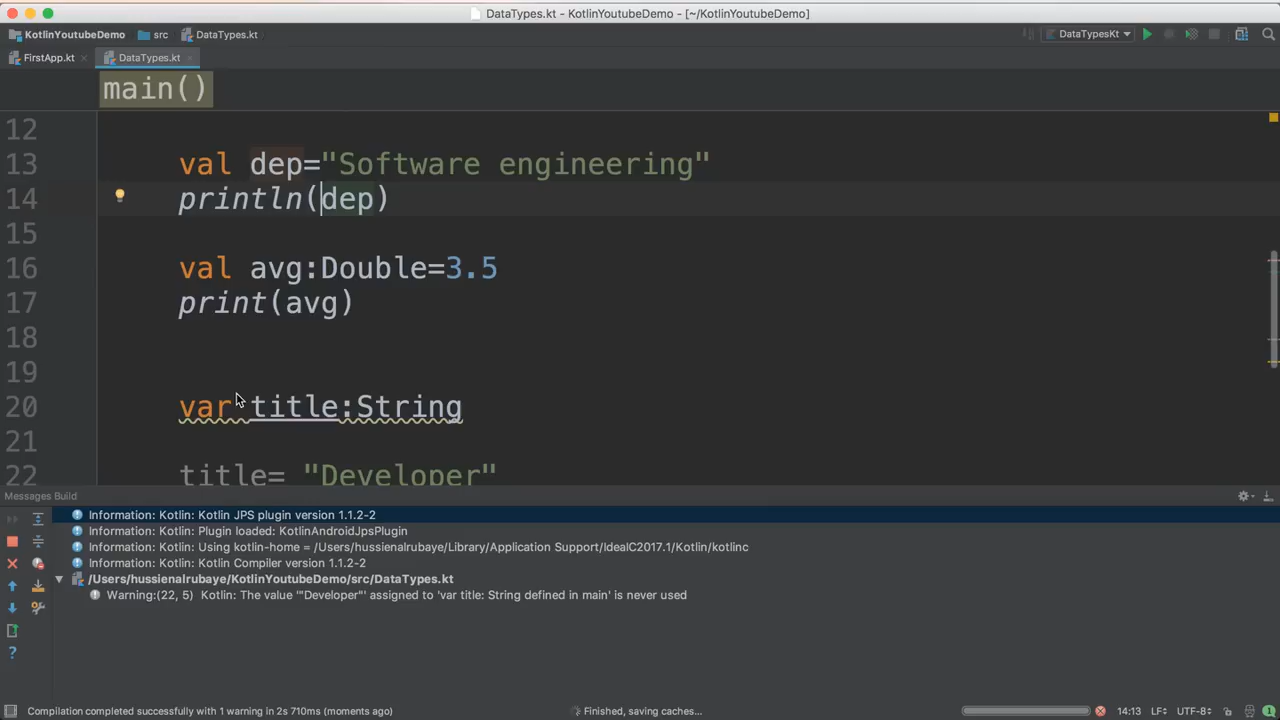 DataTypes.kt - KotlinYoutubeDemo - [~/KotlinYoutubeDemo]
KotlinYoutubeDemo src DataTypes.kt DataTypesKt
FirstApp.kt DataTypes.kt
main()
12
13 val dep="Software engineering"
14 println(dep)
15
16 val avg:Double=3.5
17 print(avg)
18
19
20 var title:String
21
22 title= "Developer"
Messages Build
Information: Kotlin: Kotlin JPS plugin version 1.1.2-2
Information: Kotlin: Plugin loaded: KotlinAndroidJpsPlugin
Information: Kotlin: Using kotlin-home = /Users/hussienalrubaye/Library/Application Support/IdeaIC2017.1/Kotlin/kotlinc
Information: Kotlin: Kotlin Compiler version 1.1.2-2
/Users/hussienalrubaye/KotlinYoutubeDemo/src/DataTypes.kt
Warning:(22, 5) Kotlin: The value '"Developer"' assigned to 'var title: String defined in main' is never used
Compilation completed successfully with 1 warning in 2s 710ms (moments ago) Finished, saving caches... 14:13 LF÷ UTF-8÷ 1